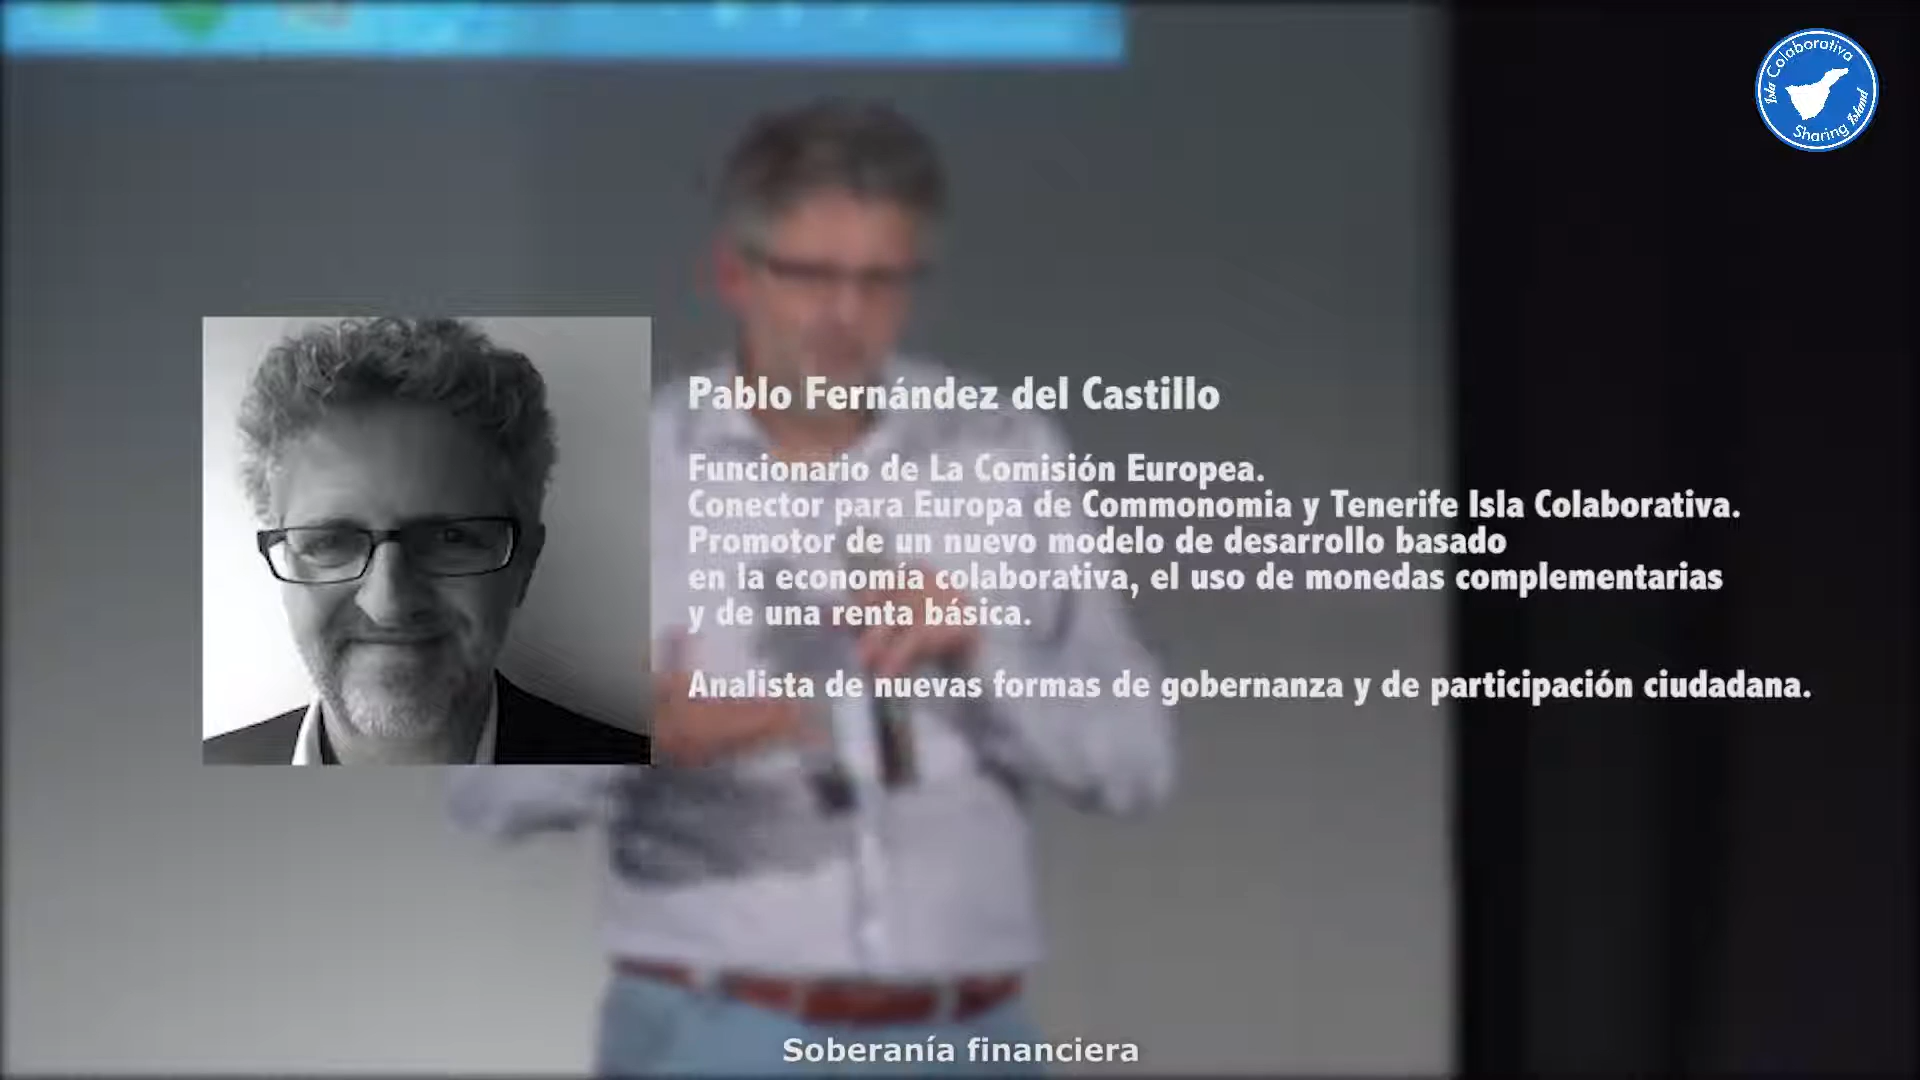 Isla Colaborativa
Sharing Island
Pablo Fernández del Castillo
Funcionario de La Comisión Europea.
Conector para Europa de Commonomia y Tenerife Isla Colaborativa.
Promotor de un nuevo modelo de desarrollo basado
en la economía colaborativa, el uso de monedas complementarias
y de una renta básica.
Analista de nuevas formas de gobernanza y de participación ciudadana.
Soberanía financiera